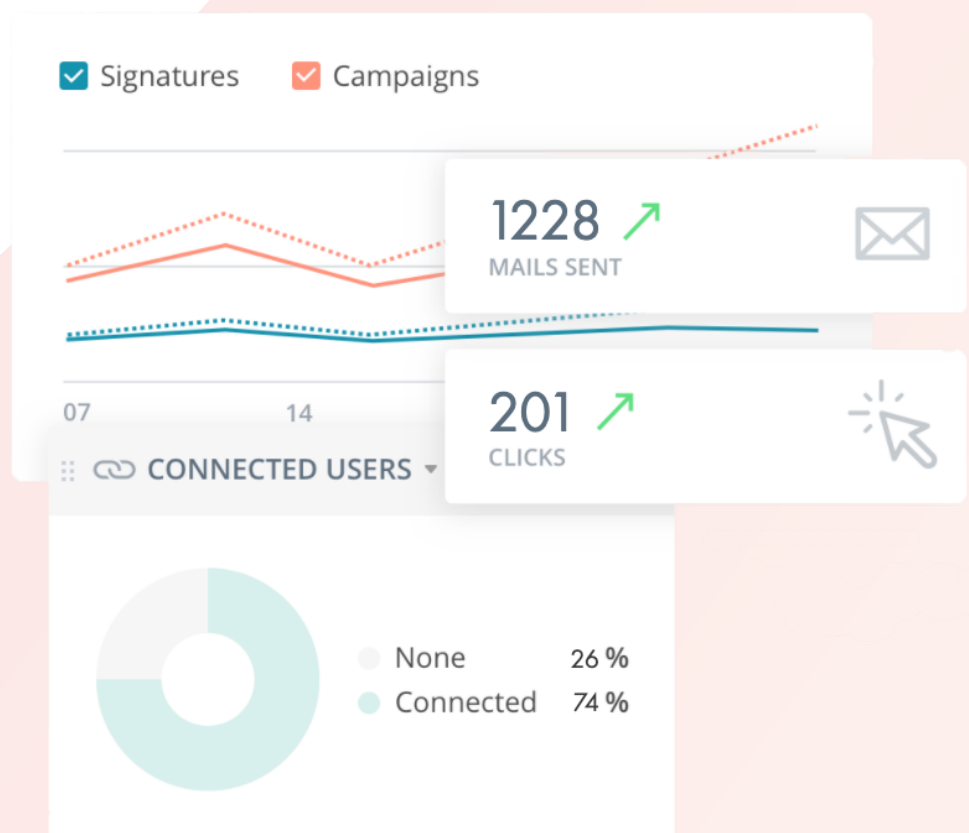 Signatures Campaigns
1228
MAILS SENT
201
CLICKS
07 14
CONNECTED USERS
None 26 %
Connected 74 %